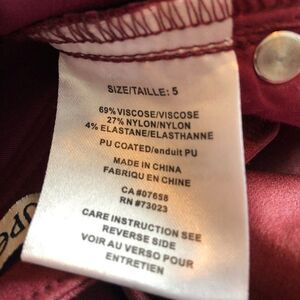 SIZE/TAILLE: 5
69%VISCOSE/VISCOSE
27% NYLON/NYLON
4% ELASTANE/ELASTHANNE
PU COATED/enduit PU
MADE IN CHINA
FABRIQU EN CHINE
CA#07658
RN #73023
CARE INSTRUCTION SEE
REVERSE SIDE
VOIR AU VERSO POUR
ENTRETIEN